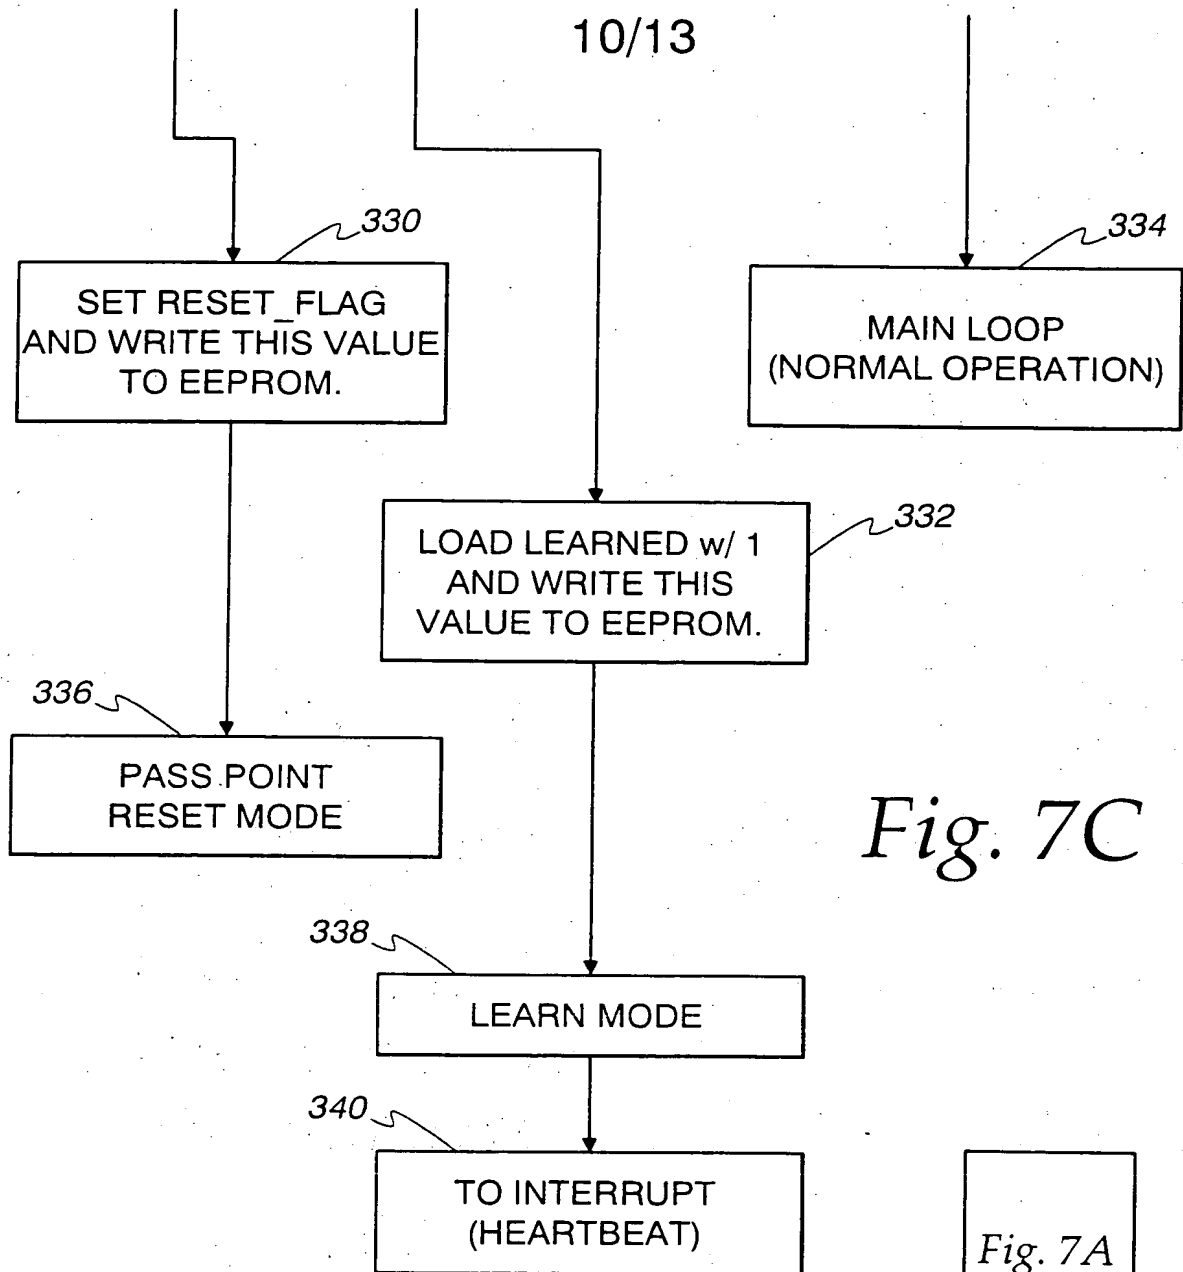 10/13
330
SET RESET_FLAG
AND WRITE THIS VALUE
TO EEPROM.
334
MAIN LOOP
(NORMAL OPERATION)
332
LOAD LEARNED w/ 1
AND WRITE THIS
VALUE TO EEPROM.
336
PASS POINT
RESET MODE
Fig. 7C
338
LEARN MODE
340
TO INTERRUPT
(HEARTBEAT)
Fig. 7A